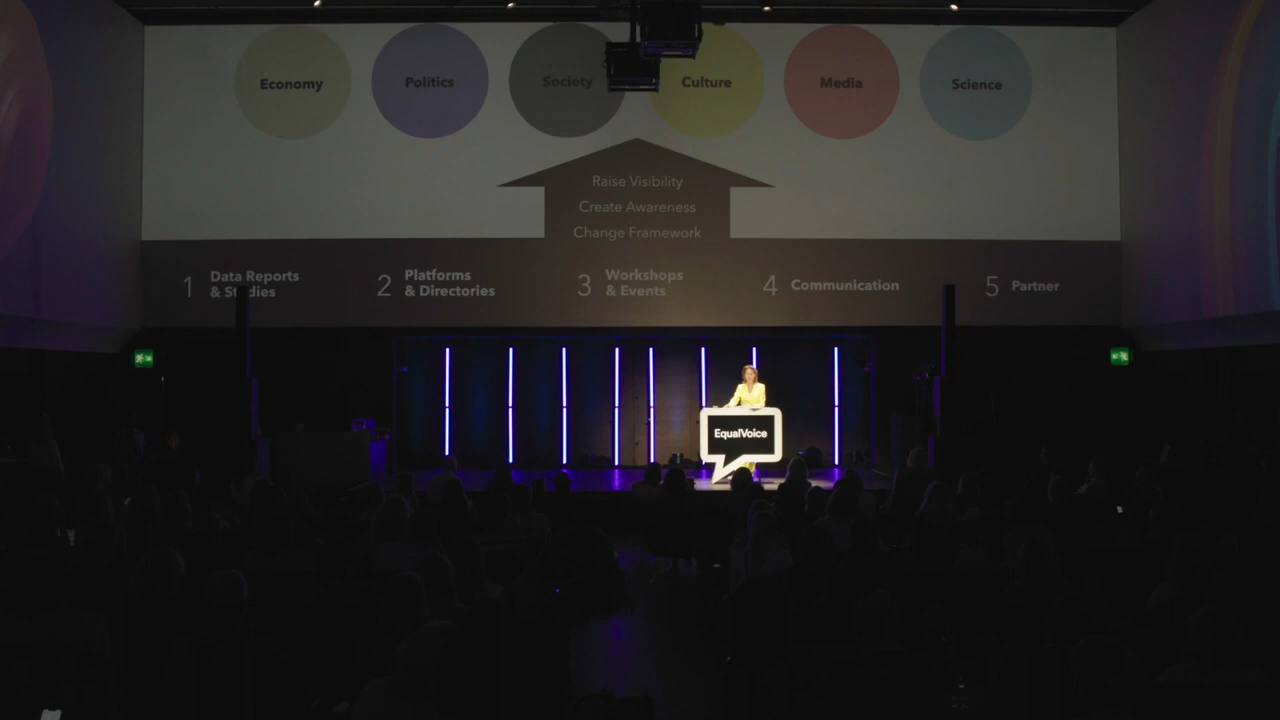 Economy
Politics
Society
Culture
Media
Science
Raise Visibility
Create Awareness
Change Framework
1 Data Reports
& Studies
2 Platforms
& Directories
3 Workshops
& Events
4 Communication
5 Partner
EqualVoice